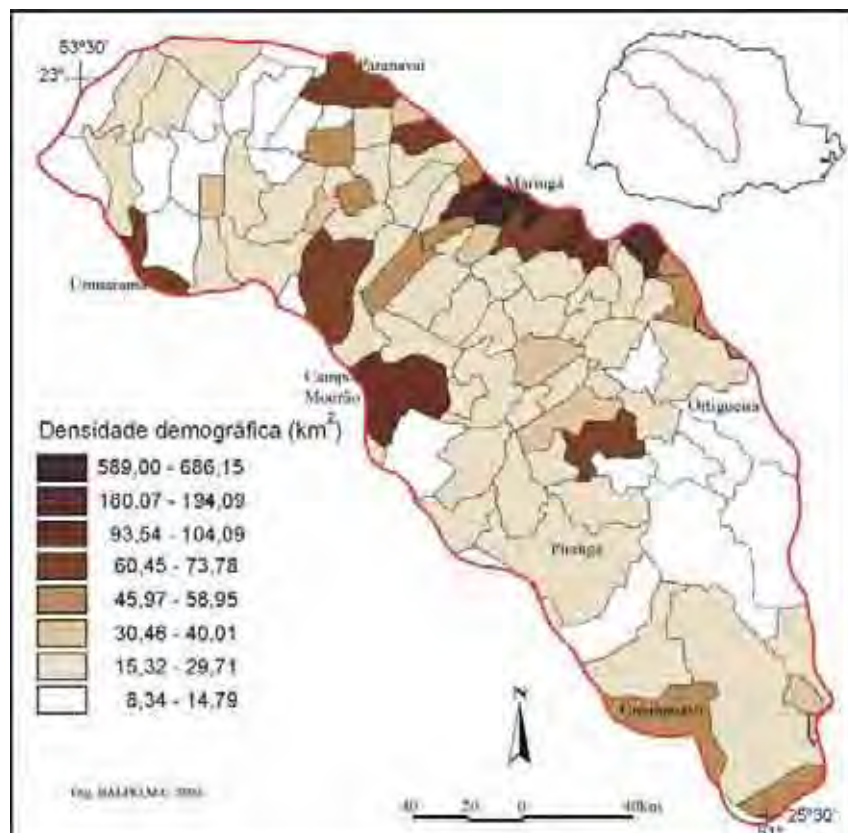 53°30'
23°
Paranavaí
Maringá
Umuarama
Campo
Mourão
Ortigueira
Pitanga
Densidade demográfica (km²)
589,00 - 686,15
160,07 - 194,09
93,54 - 104,09
60,45 - 73,78
45,97 - 58,95
30,46 - 40,01
15,32 - 29,71
8,34 - 14,79
N
40 20 0 40km
25°30'
51°